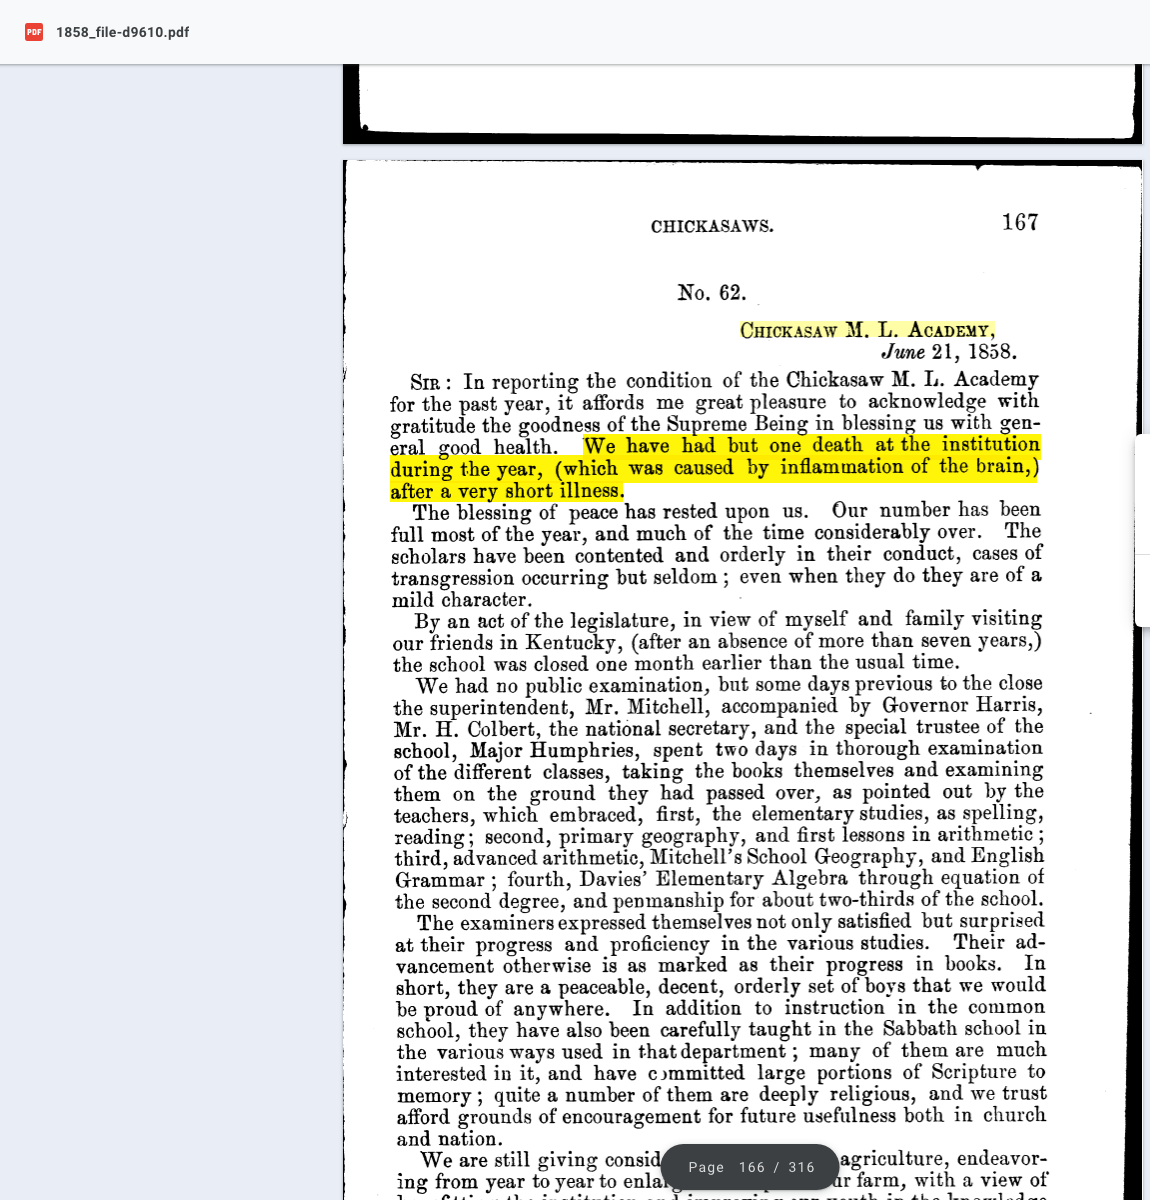 PDF 1858_file-d9610.pdf
CHICKASAWS. 167
No. 62.
CHICKASAW M. L. ACADEMY,
June 21, 1858.
SIR: In reporting the condition of the Chickasaw M. L. Academy
for the past year, it affords me great pleasure to acknowledge with
gratitude the goodness of the Supreme Being in blessing us with gen-
eral good health. We have had but one death at the institution
during the year, (which was caused by inflammation of the brain,)
after a very short illness.
The blessing of peace has rested upon us. Our number has been
full most of the year, and much of the time considerably over. The
scholars have been contented and orderly in their conduct, cases of
transgression occurring but seldom; even when they do they are of a
mild character.
By an act of the legislature, in view of myself and family visiting
our friends in Kentucky, (after an absence of more than seven years,)
the school was closed one month earlier than the usual time.
We had no public examination, but some days previous to the close
the superintendent, Mr. Mitchell, accompanied by Governor Harris,
Mr. H. Colbert, the national secretary, and the special trustee of the
school, Major Humphries, spent two days in thorough examination
of the different classes, taking the books themselves and examining
them on the ground they had passed over, as pointed out by the
teachers, which embraced, first, the elementary studies, as spelling,
reading; second, primary geography, and first lessons in arithmetic;
third, advanced arithmetic, Mitchell's School Geography, and English
Grammar; fourth, Davies' Elementary Algebra through equation of
the second degree, and penmanship for about two-thirds of the school.
The examiners expressed themselves not only satisfied but surprised
at their progress and proficiency in the various studies. Their ad-
vancement otherwise is as marked as their progress in books. In
short, they are a peaceable, decent, orderly set of boys that we would
be proud of anywhere. In addition to instruction in the common
school, they have also been carefully taught in the Sabbath school in
the various ways used in that department; many of them are much
interested in it, and have committed large portions of Scripture to
memory; quite a number of them are deeply religious, and we trust
afford grounds of encouragement for future usefulness both in church
and nation.
We are still giving agriculture, endeavor-
ing from year to year to farm, with a view of
Page 166 / 316